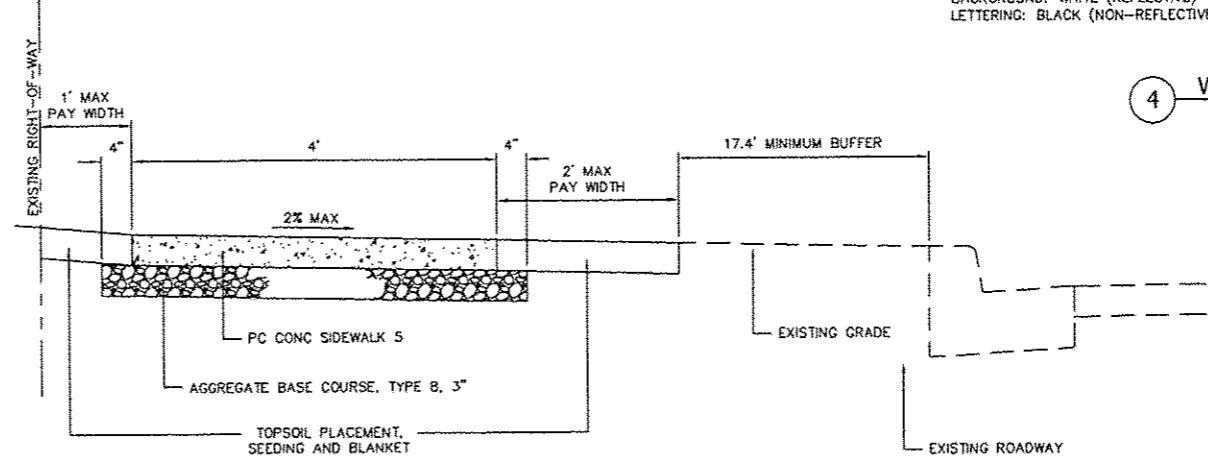 LETTERING: BLACK (NON-REFLECTIVE
4
EXISTING RIGHT-OF-WAY
1' MAX
PAY WIDTH
4"
4'
4"
2' MAX
PAY WIDTH
17.4' MINIMUM BUFFER
2% MAX
PC CONC SIDEWALK 5
AGGREGATE BASE COURSE, TYPE B, 3"
TOPSOIL PLACEMENT,
SEEDING AND BLANKET
EXISTING GRADE
EXISTING ROADWAY